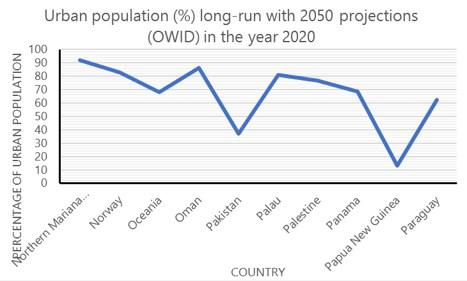 Urban population (%) long-run with 2050 projections
(OWID) in the year 2020
PERCENTAGE OF URBAN POPULATION
100
90
80
70
60
50
40
30
20
10
0
Northern Mariana...
Norway
Oceania
Oman
Pakistan
Palau
Palestine
Panama
Papua New Guinea
Paraguay
COUNTRY